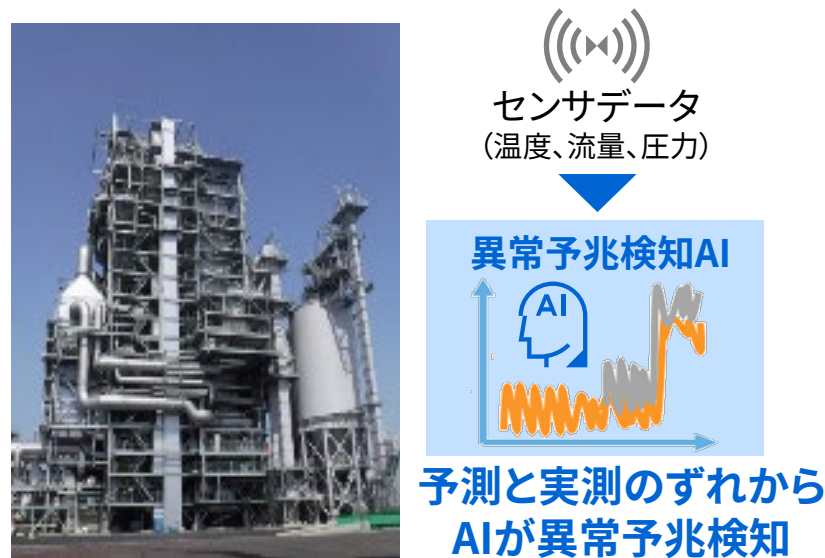 センサデータ
（温度、流量、圧力）
異常予兆検知AI
AI
予測と実測のずれから
AIが異常予兆検知